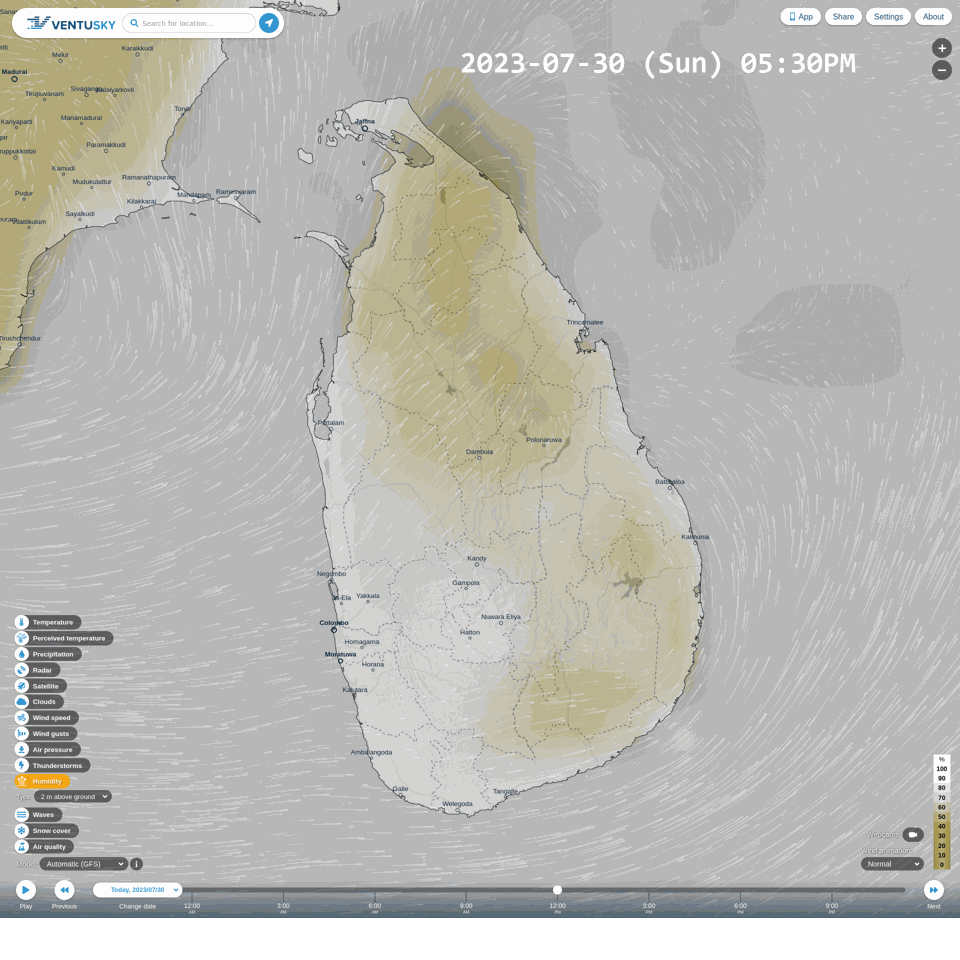 VENTUSKY
Search for location...
App
Share
Settings
About
2023-07-30 (Sun) 05:30PM
+
−
Karaikkudi
Melur
Madurai
Tirupuvanam
Manamadurai
Tondi
Kariyapatti
Paramakkudi
ruppukkottai
Kamudi
Mudukulattur
Ramanathapuram
Pudur
Kilakkarai
Mandapam
Rameswaram
Sayalkudi
Vilattikulam
Tiruchchendur
Jaffna
Trincomalee
Puttalam
Dambulla
Polonaruwa
Batticaloa
Kalmunai
Kandy
Gampola
Negombo
Ja-Ela
Yakkala
Nuwara Eliya
Colombo
Hatton
Homagama
Moratuwa
Horana
Kalutara
Ambalangoda
Galle
Tangalle
Welegoda
Temperature
Perceived temperature
Precipitation
Radar
Satellite
Clouds
Wind speed
Wind gusts
Air pressure
Thunderstorms
Humidity
Type 2 m above ground
Waves
Snow cover
Air quality
Model Automatic (GFS) i
%
100
90
80
70
60
50
40
30
20
10
0
Webcams
Wind animation
Normal
Play
Previous
Today, 2023/07/30
Change date
12:00 AM
3:00 AM
6:00 AM
9:00 AM
12:00 PM
3:00 PM
6:00 PM
9:00 PM
Next